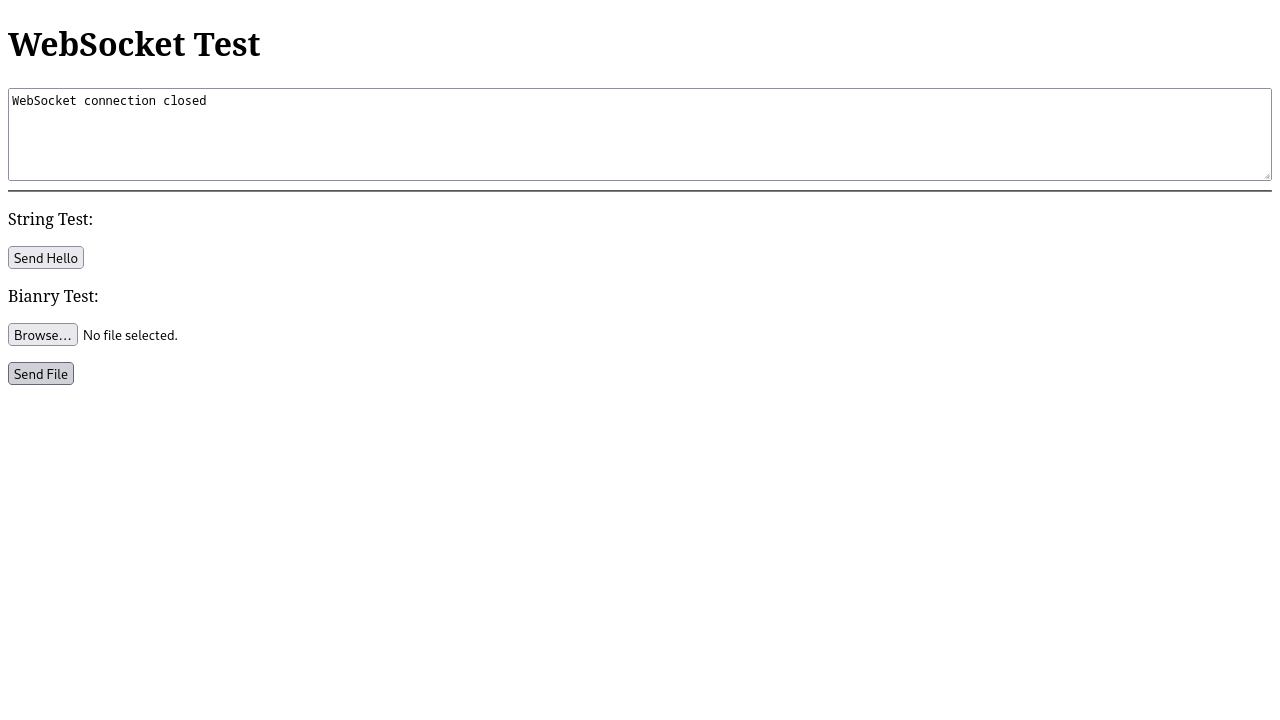 WebSocket Test
WebSocket connection closed
String Test:
Send Hello
Bianry Test:
Browse... No file selected.
Send File